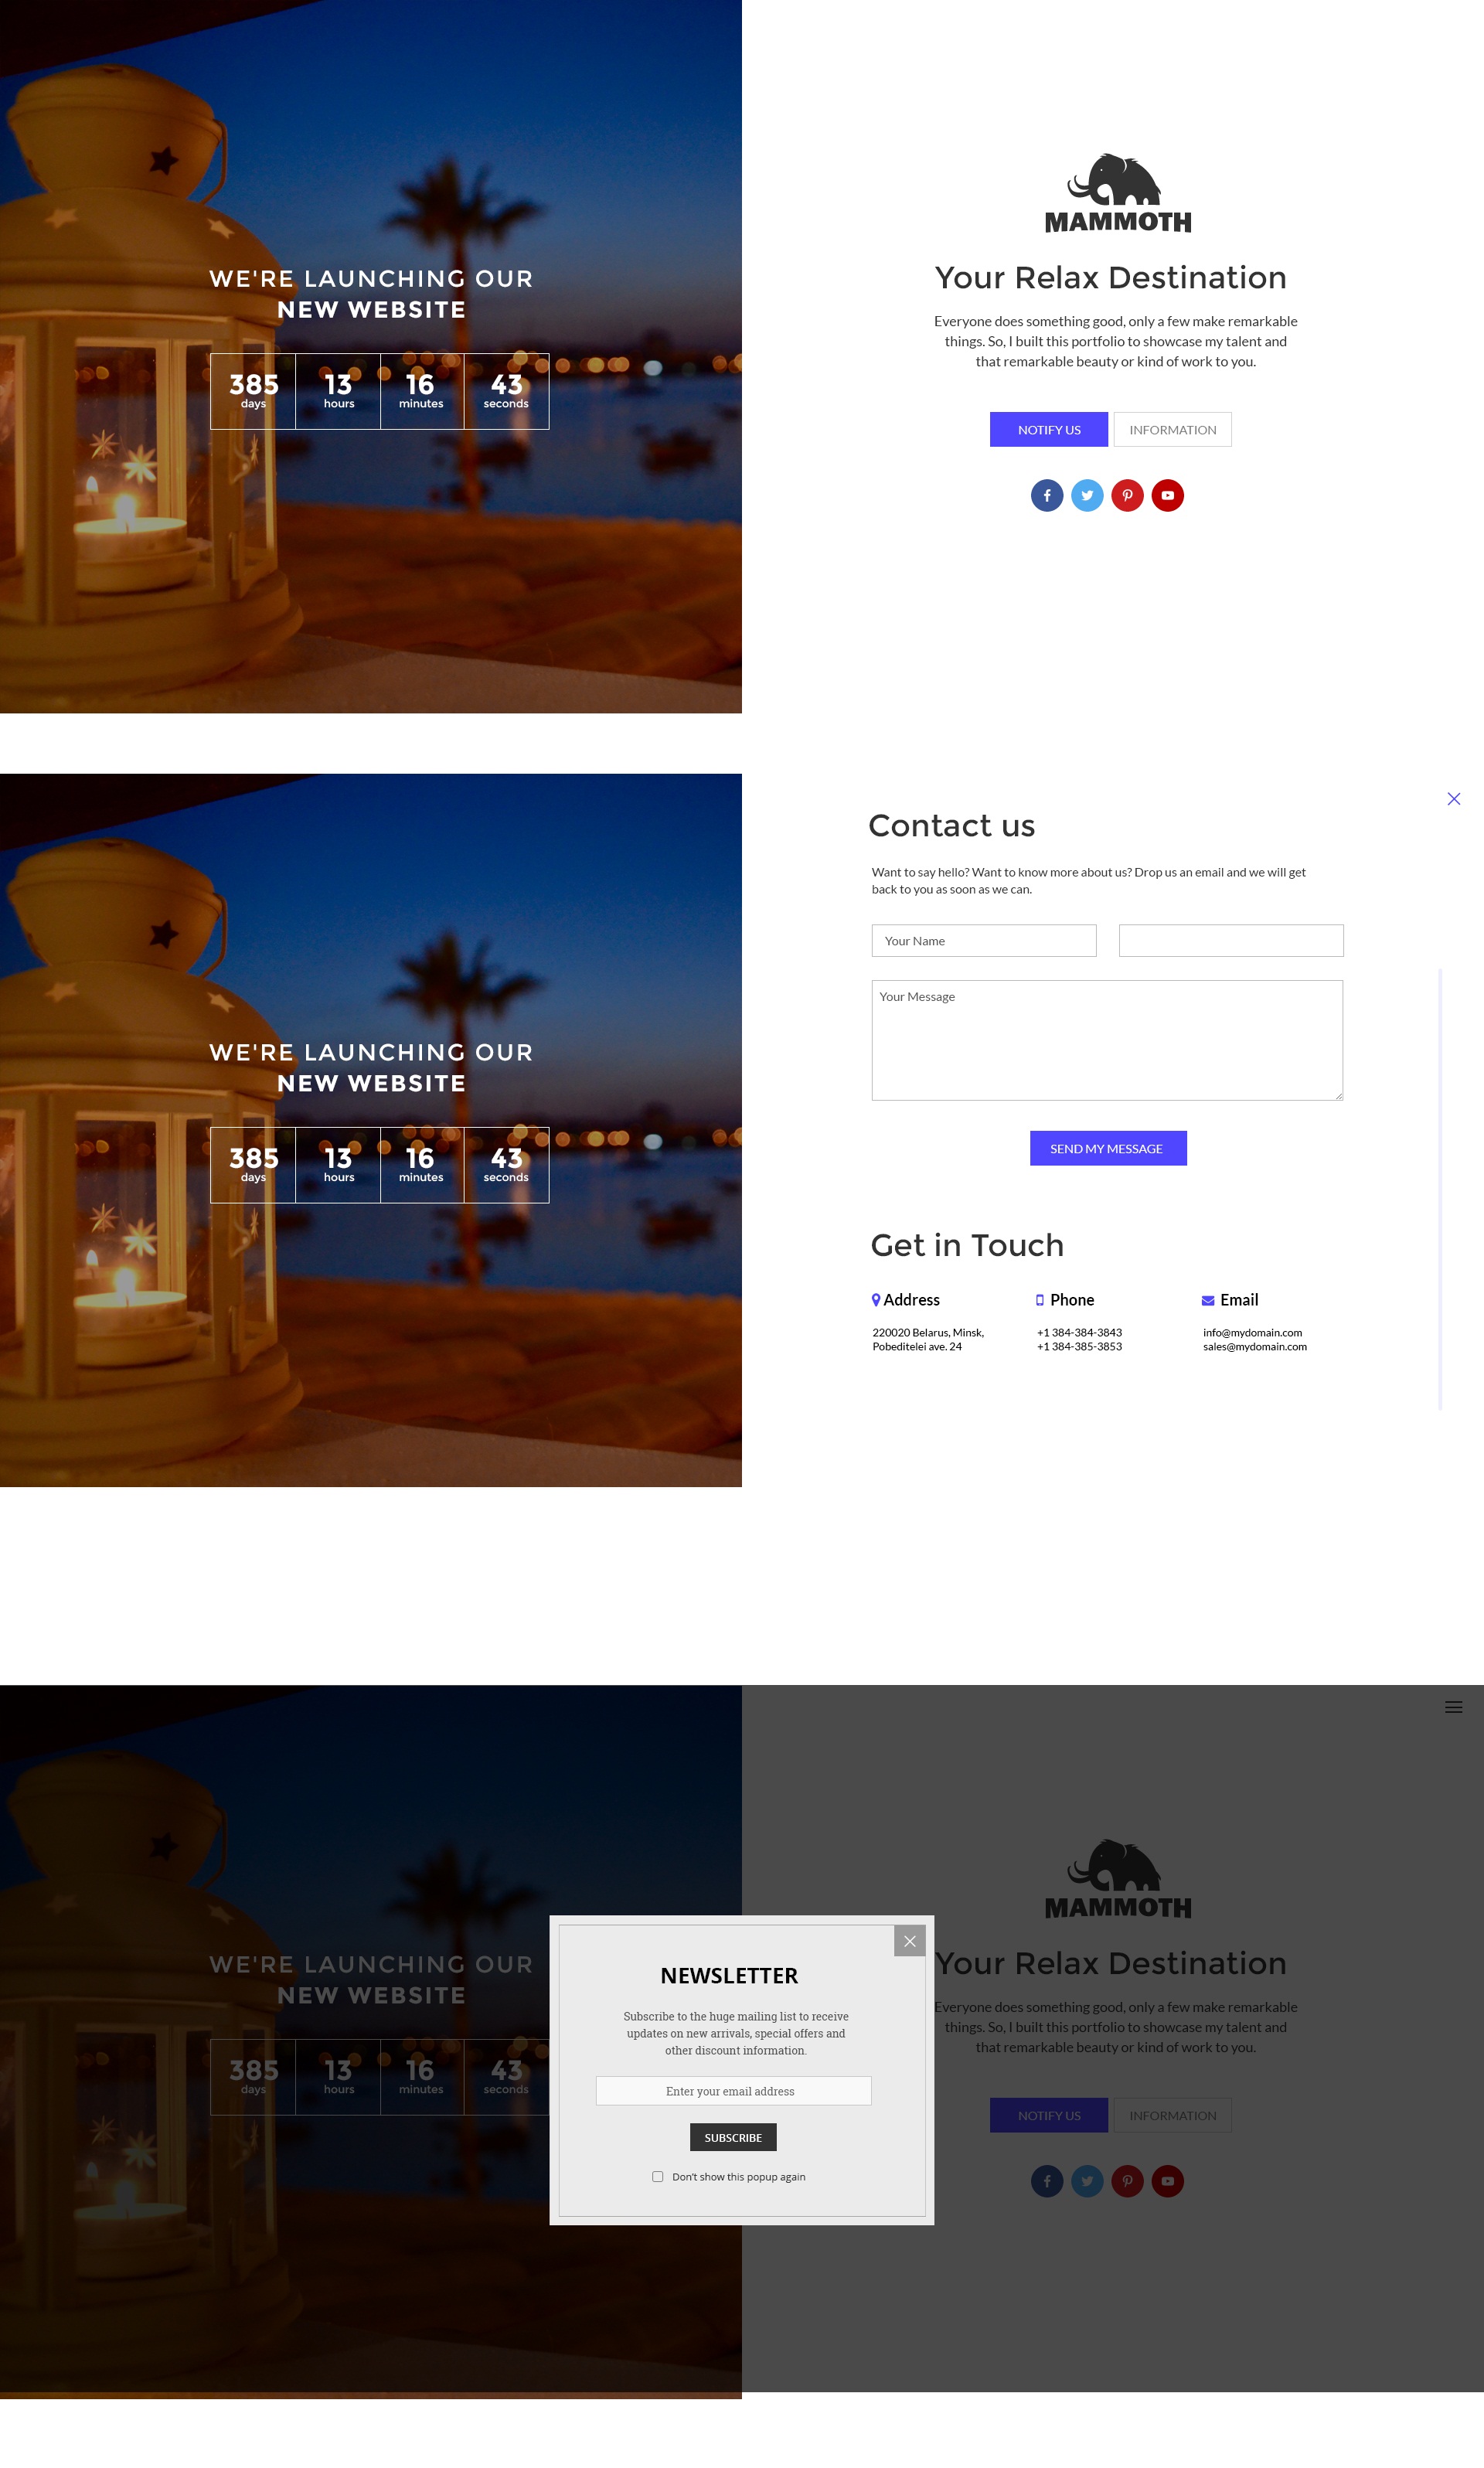 WE'RE LAUNCHING OUR
NEW WEBSITE
385 13 16 43
days hours minutes seconds
MAMMOTH
Your Relax Destination
Everyone does something good, only a few make remarkable
things. So, I built this portfolio to showcase my talent and
that remarkable beauty or kind of work to you.
NOTIFY US INFORMATION
WE'RE LAUNCHING OUR
NEW WEBSITE
385 13 16 43
days hours minutes seconds
Contact us
Want to say hello? Want to know more about us? Drop us an email and we will get
back to you as soon as we can.
Your Name
Your Message
SEND MY MESSAGE
Get in Touch
Address
220020 Belarus, Minsk,
Pobeditelei ave. 24
Phone
+1 384-384-3843
+1 384-385-3853
Email
info@mydomain.com
sales@mydomain.com
WE'RE LAUNCHING OUR
NEW WEBSITE
385 13 16 43
days hours minutes seconds
NEWSLETTER
Subscribe to the huge mailing list to receive
updates on new arrivals, special offers and
other discount information.
Enter your email address
SUBSCRIBE
Don't show this popup again
MAMMOTH
Your Relax Destination
Everyone does something good, only a few make remarkable
things. So, I built this portfolio to showcase my talent and
that remarkable beauty or kind of work to you.
NOTIFY US INFORMATION